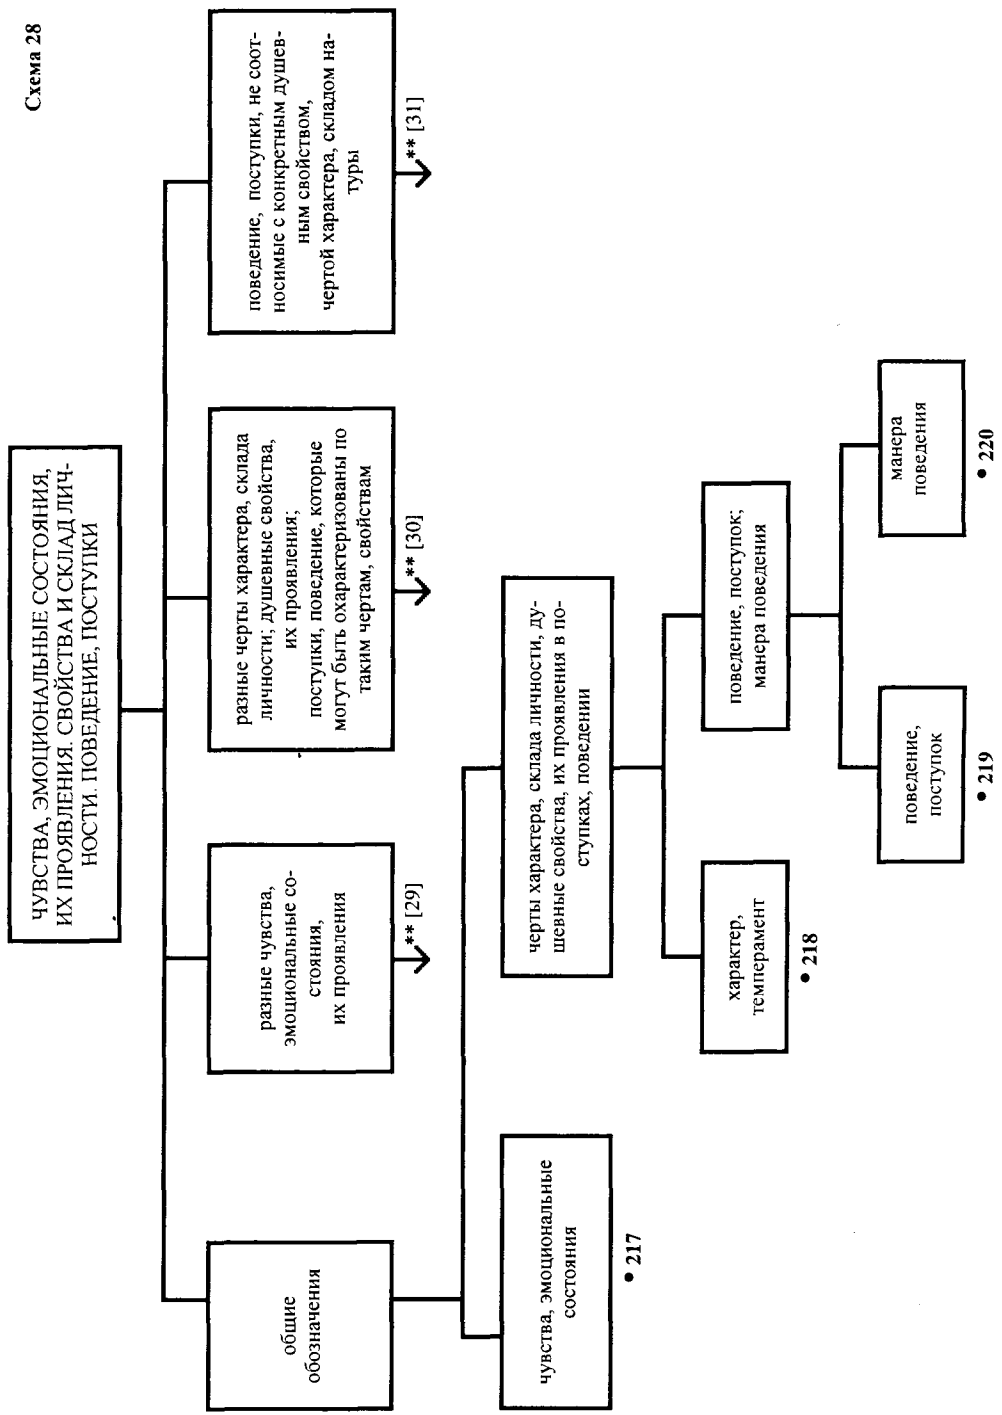 Схема 28
ЧУВСТВА, ЭМОЦИОНАЛЬНЫЕ СОСТОЯНИЯ,
ИХ ПРОЯВЛЕНИЯ. СВОЙСТВА И СКЛАД ЛИЧ-
НОСТИ. ПОВЕДЕНИЕ, ПОСТУПКИ
общие
обозначения
разные чувства,
эмоциональные со-
стояния,
их проявления
** [29]
разные черты характера, склада
личности; душевные свойства,
их проявления;
поступки, поведение, которые
могут быть охарактеризованы по
таким чертам, свойствам
** [30]
поведение, поступки, не соот-
носимые с конкретным душев-
ным свойством,
чертой характера, складом на-
туры
** [31]
чувства, эмоциональные
состояния
• 217
черты характера, склада личности, ду-
шевные свойства, их проявления в по-
ступках, поведении
характер,
темперамент
• 218
поведение, поступок;
манера поведения
поведение,
поступок
• 219
манера
поведения
• 220